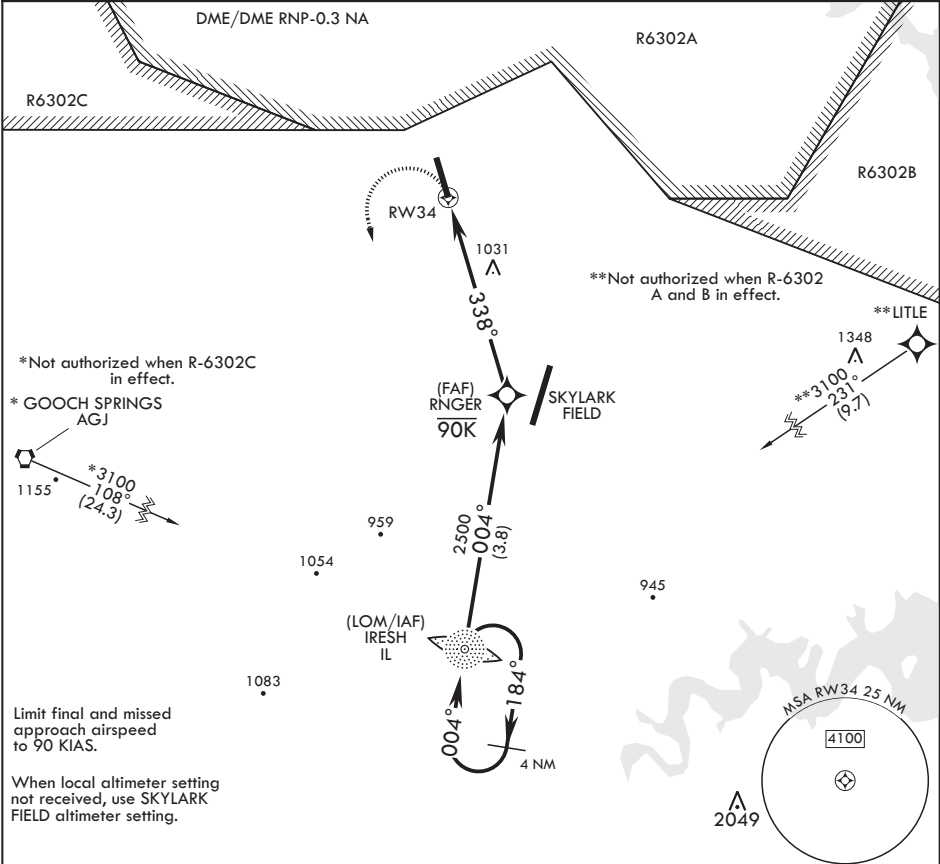 DME/DME RNP-0.3 NA
R6302A
R6302C
R6302B
RW34
1031
**Not authorized when R-6302
A and B in effect.
**LITLE
1348
338°
**3100
231°
(9.7)
*Not authorized when R-6302C
in effect.
* GOOCH SPRINGS
AGJ
(FAF)
RNGER
90K
SKYLARK
FIELD
1155
*3100
108°
(24.3)
959
2500
004°
(3.8)
1054
945
(LOM/IAF)
IRESH
IL
1083
184°
004°
4 NM
Limit final and missed
approach airspeed
to 90 KIAS.
When local altimeter setting
not received, use SKYLARK
FIELD altimeter setting.
MSA RW34 25 NM
4100
2049